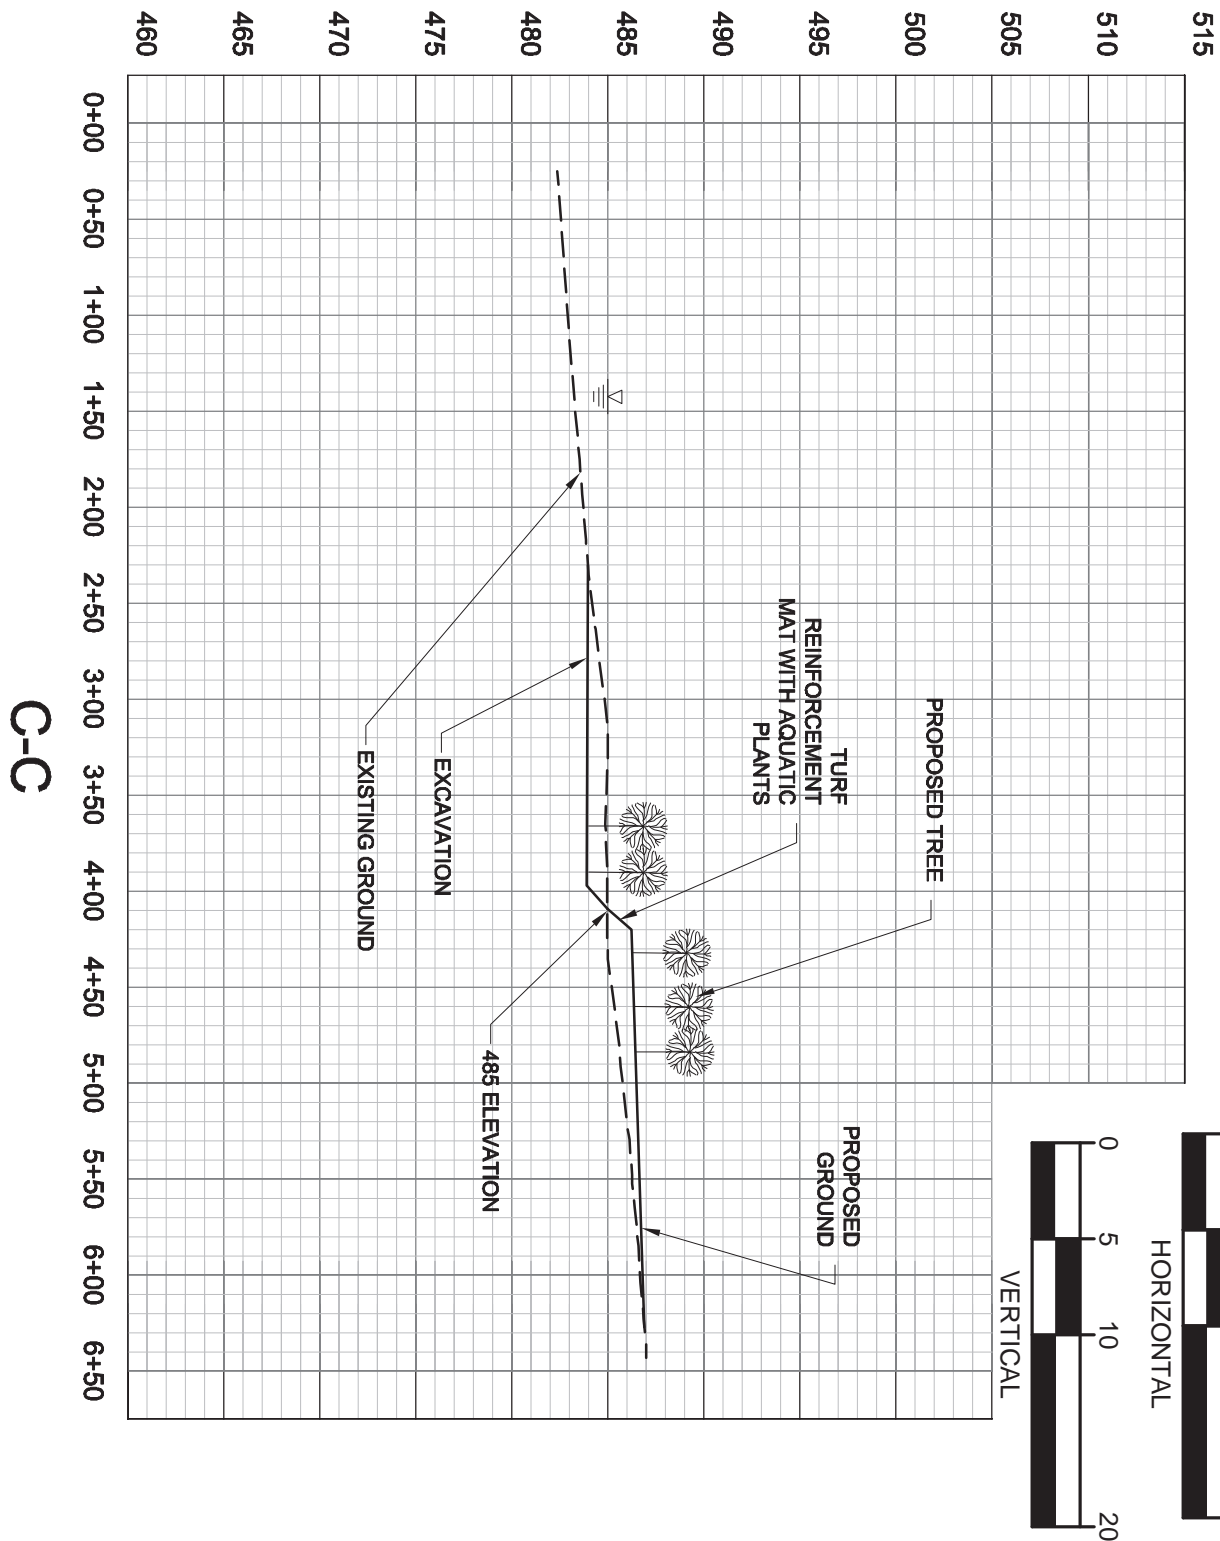 515
510
505
500
495
490
485
480
475
470
465
460
0+00
0+50
1+00
1+50
2+00
2+50
3+00
3+50
4+00
4+50
5+00
5+50
6+00
6+50
PROPOSED TREE
TURF
REINFORCEMENT
MAT WITH AQUATIC
PLANTS
PROPOSED
GROUND
485 ELEVATION
EXCAVATION
EXISTING GROUND
C-C
HORIZONTAL
0
5
10
20
VERTICAL